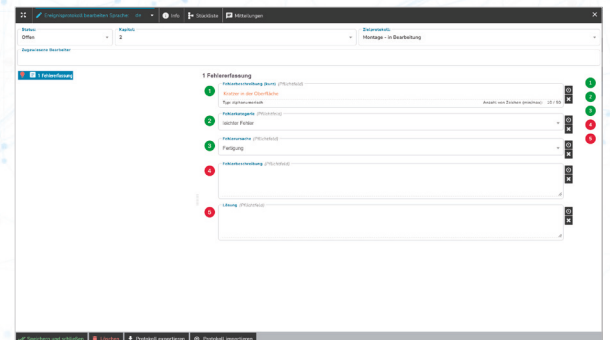 Ereignisprotokoll bearbeiten Sprache: DE
Info
Stückliste
Mitteilungen
Status:
Offen
Kapitel:
2
Zielprotokoll:
Montage - in Bearbeitung
Zugewiesene Bearbeiter
1 Fehlererfassung
1 Fehlererfassung
1 Fehlerbeschreibung (kurz) (Pflichtfeld)
Kratzer in der Oberfläche
Typ: alphanumerisch
Anzahl von Zeichen (min/max):
2 Fehlerkategorie (Pflichtfeld)
leichter Fehler
3 Fehlerursache (Pflichtfeld)
Fertigung
4 Fehlerbeschreibung (Pflichtfeld)
5 Lösung (Pflichtfeld)
1
2
3
4
5
Speichern und schließen
Löschen
Protokoll exportieren
Protokoll importieren